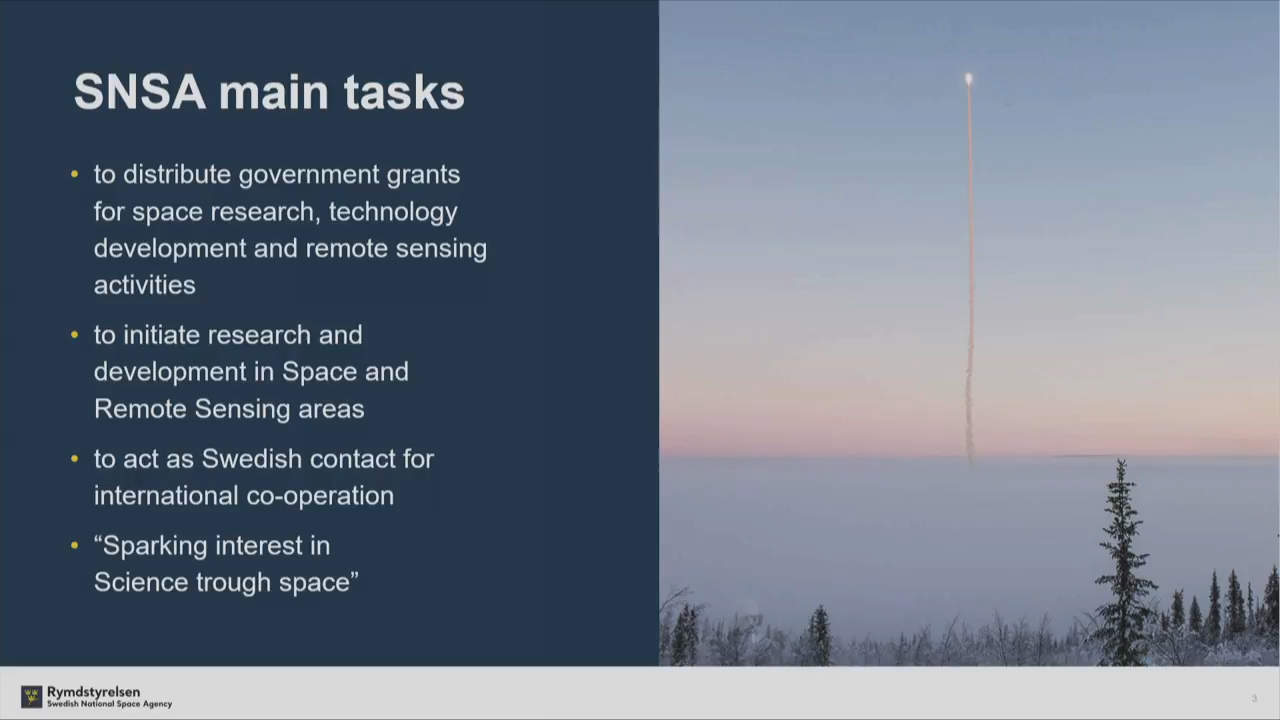 SNSA main tasks
• to distribute government grants
for space research, technology
development and remote sensing
activities
• to initiate research and
development in Space and
Remote Sensing areas
• to act as Swedish contact for
international co-operation
• “Sparking interest in
Science trough space”
Rymdstyrelsen
Swedish National Space Agency
3